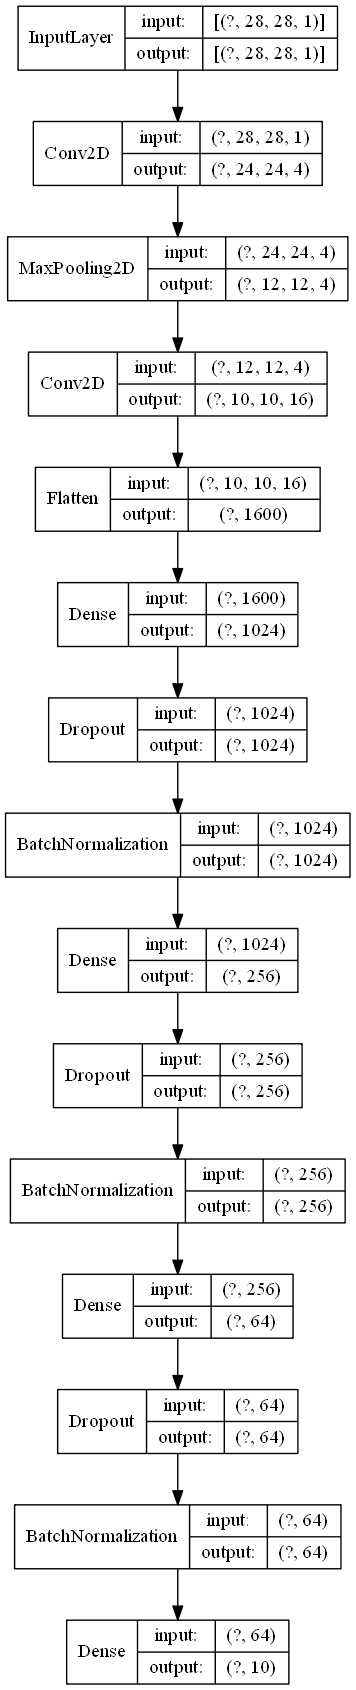 InputLayer
input: [(?, 28, 28, 1)]
output: [(?, 28, 28, 1)]
Conv2D
input: (?, 28, 28, 1)
output: (?, 24, 24, 4)
MaxPooling2D
input: (?, 24, 24, 4)
output: (?, 12, 12, 4)
Conv2D
input: (?, 12, 12, 4)
output: (?, 10, 10, 16)
Flatten
input: (?, 10, 10, 16)
output: (?, 1600)
Dense
input: (?, 1600)
output: (?, 1024)
Dropout
input: (?, 1024)
output: (?, 1024)
BatchNormalization
input: (?, 1024)
output: (?, 1024)
Dense
input: (?, 1024)
output: (?, 256)
Dropout
input: (?, 256)
output: (?, 256)
BatchNormalization
input: (?, 256)
output: (?, 256)
Dense
input: (?, 256)
output: (?, 64)
Dropout
input: (?, 64)
output: (?, 64)
BatchNormalization
input: (?, 64)
output: (?, 64)
Dense
input: (?, 64)
output: (?, 10)